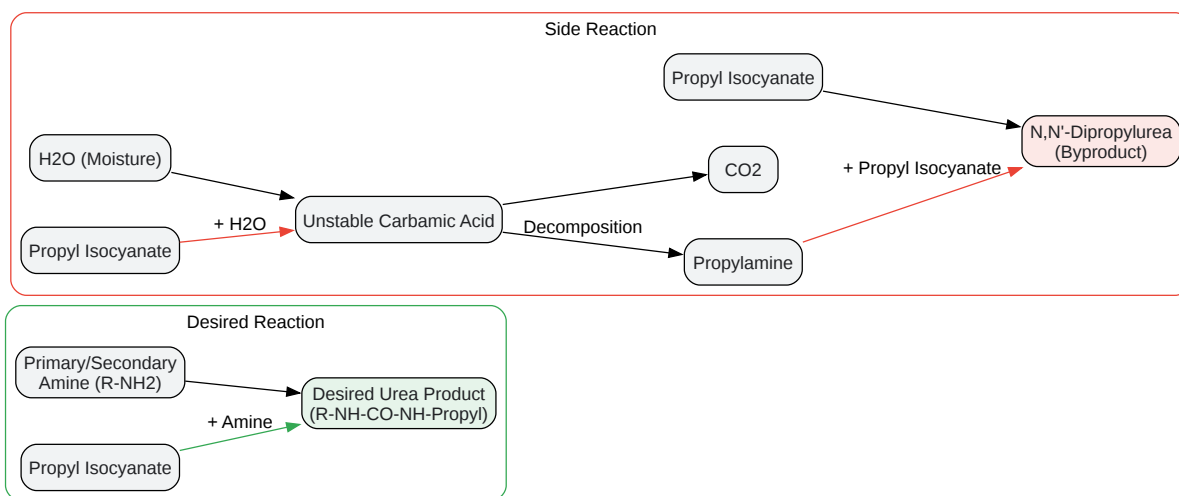 Side Reaction
Propyl Isocyanate
N,N'-Dipropylurea
(Byproduct)
H2O (Moisture)
CO2
+ Propyl Isocyanate
+ H2O
Unstable Carbamic Acid
Decomposition
Propyl Isocyanate
Propylamine
Desired Reaction
Primary/Secondary
Amine (R-NH2)
Desired Urea Product
(R-NH-CO-NH-Propyl)
+ Amine
Propyl Isocyanate